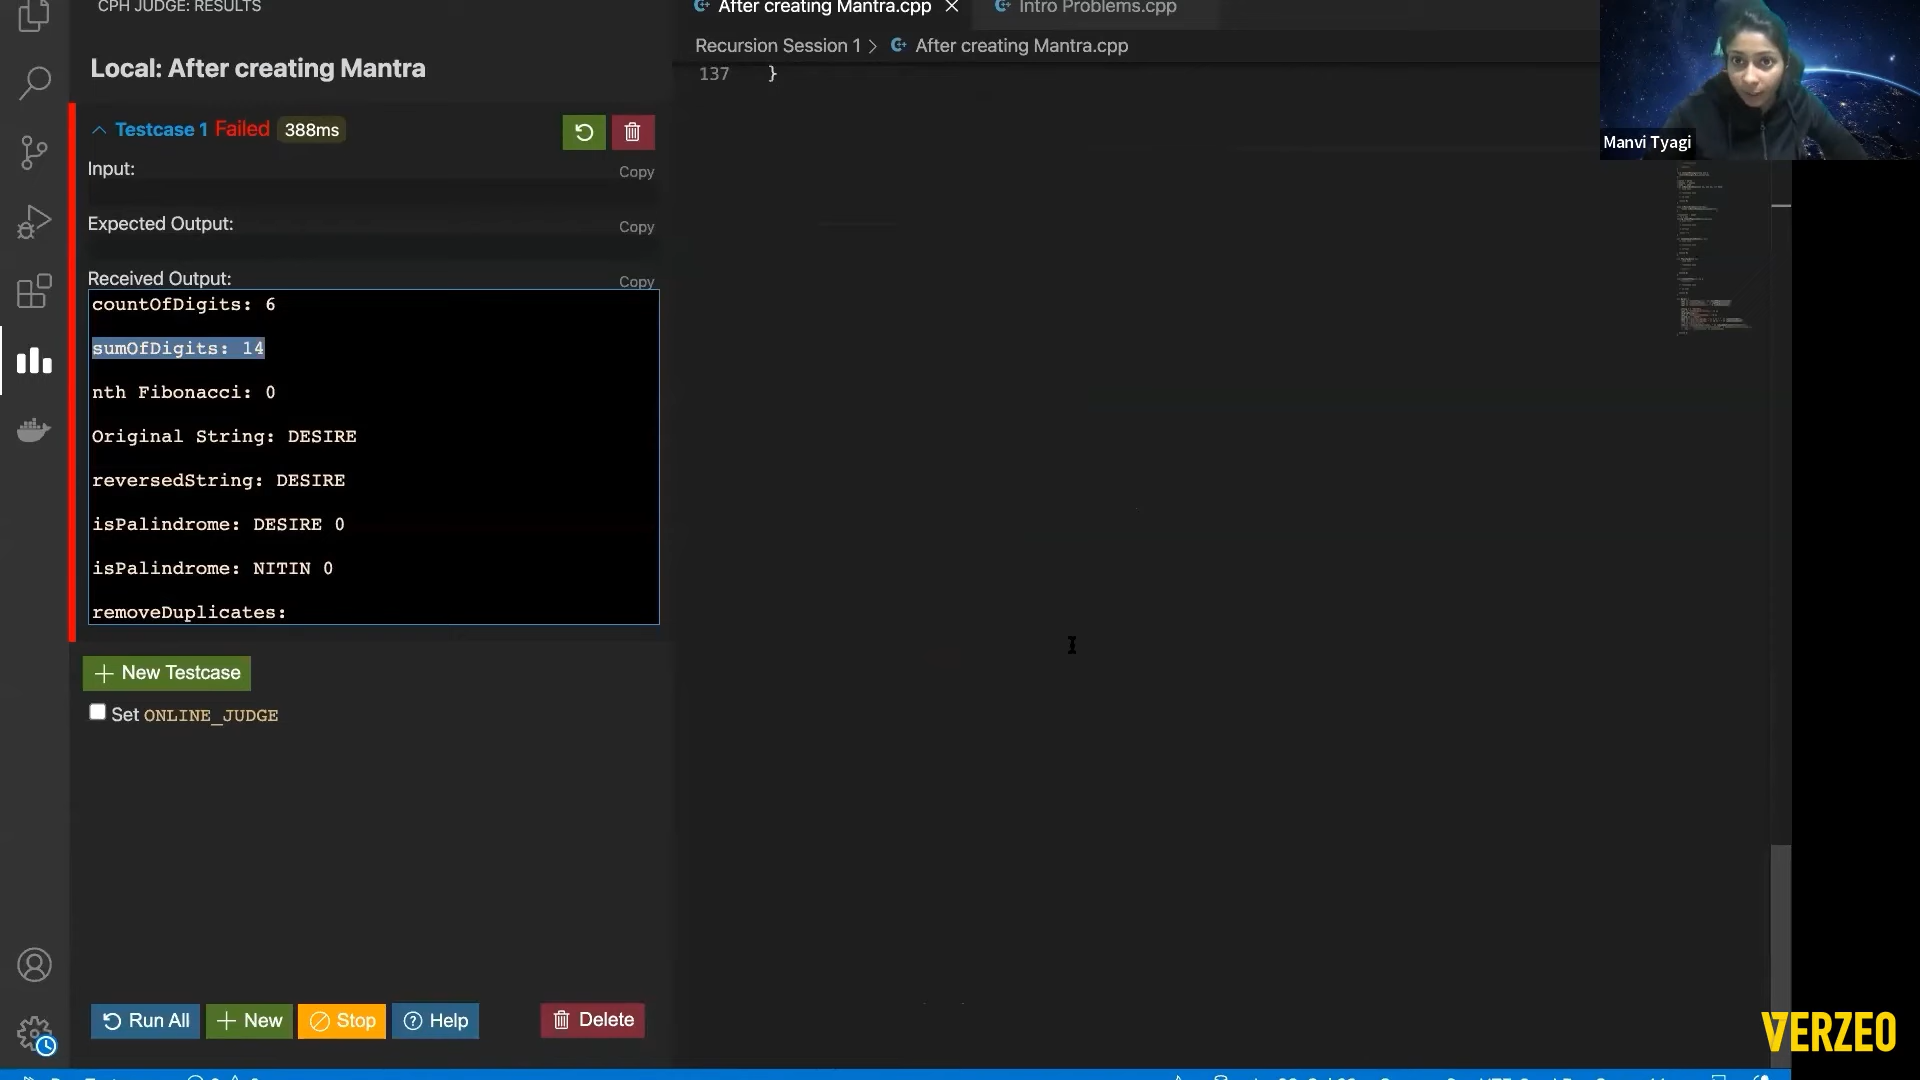 CPH JUDGE: RESULTS
After creating Mantra.cpp
Intro Problems.cpp
Recursion Session 1 > After creating Mantra.cpp
Local: After creating Mantra
137 }
Testcase 1 Failed 388ms
Manvi Tyagi
Input:
Copy
Expected Output:
Copy
Received Output:
Copy
countOfDigits: 6
sumOfDigits: 14
nth Fibonacci: 0
Original String: DESIRE
reversedString: DESIRE
isPalindrome: DESIRE 0
isPalindrome: NITIN 0
removeDuplicates:
New Testcase
Set ONLINE_JUDGE
Run All
New
Stop
Help
Delete
VERZEO